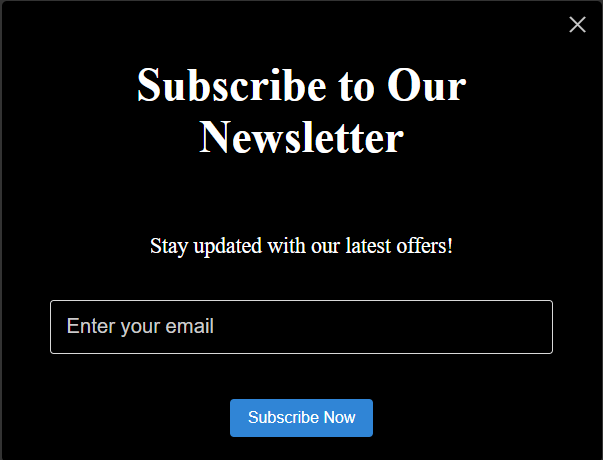 Subscribe to Our
Newsletter
Stay updated with our latest offers!
Enter your email
Subscribe Now